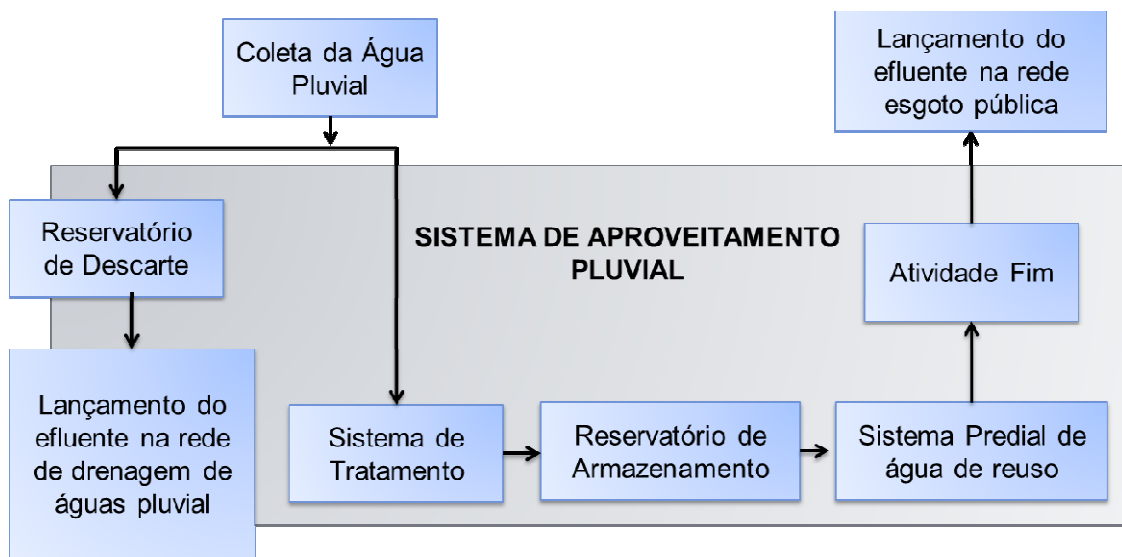 Coleta da Água
Pluvial
Lançamento do
efluente na rede
esgoto pública
Reservatório
de Descarte
SISTEMA DE APROVEITAMENTO
PLUVIAL
Atividade Fim
Lançamento do
efluente na rede
de drenagem de
águas pluvial
Sistema de
Tratamento
Reservatório de
Armazenamento
Sistema Predial de
água de reuso